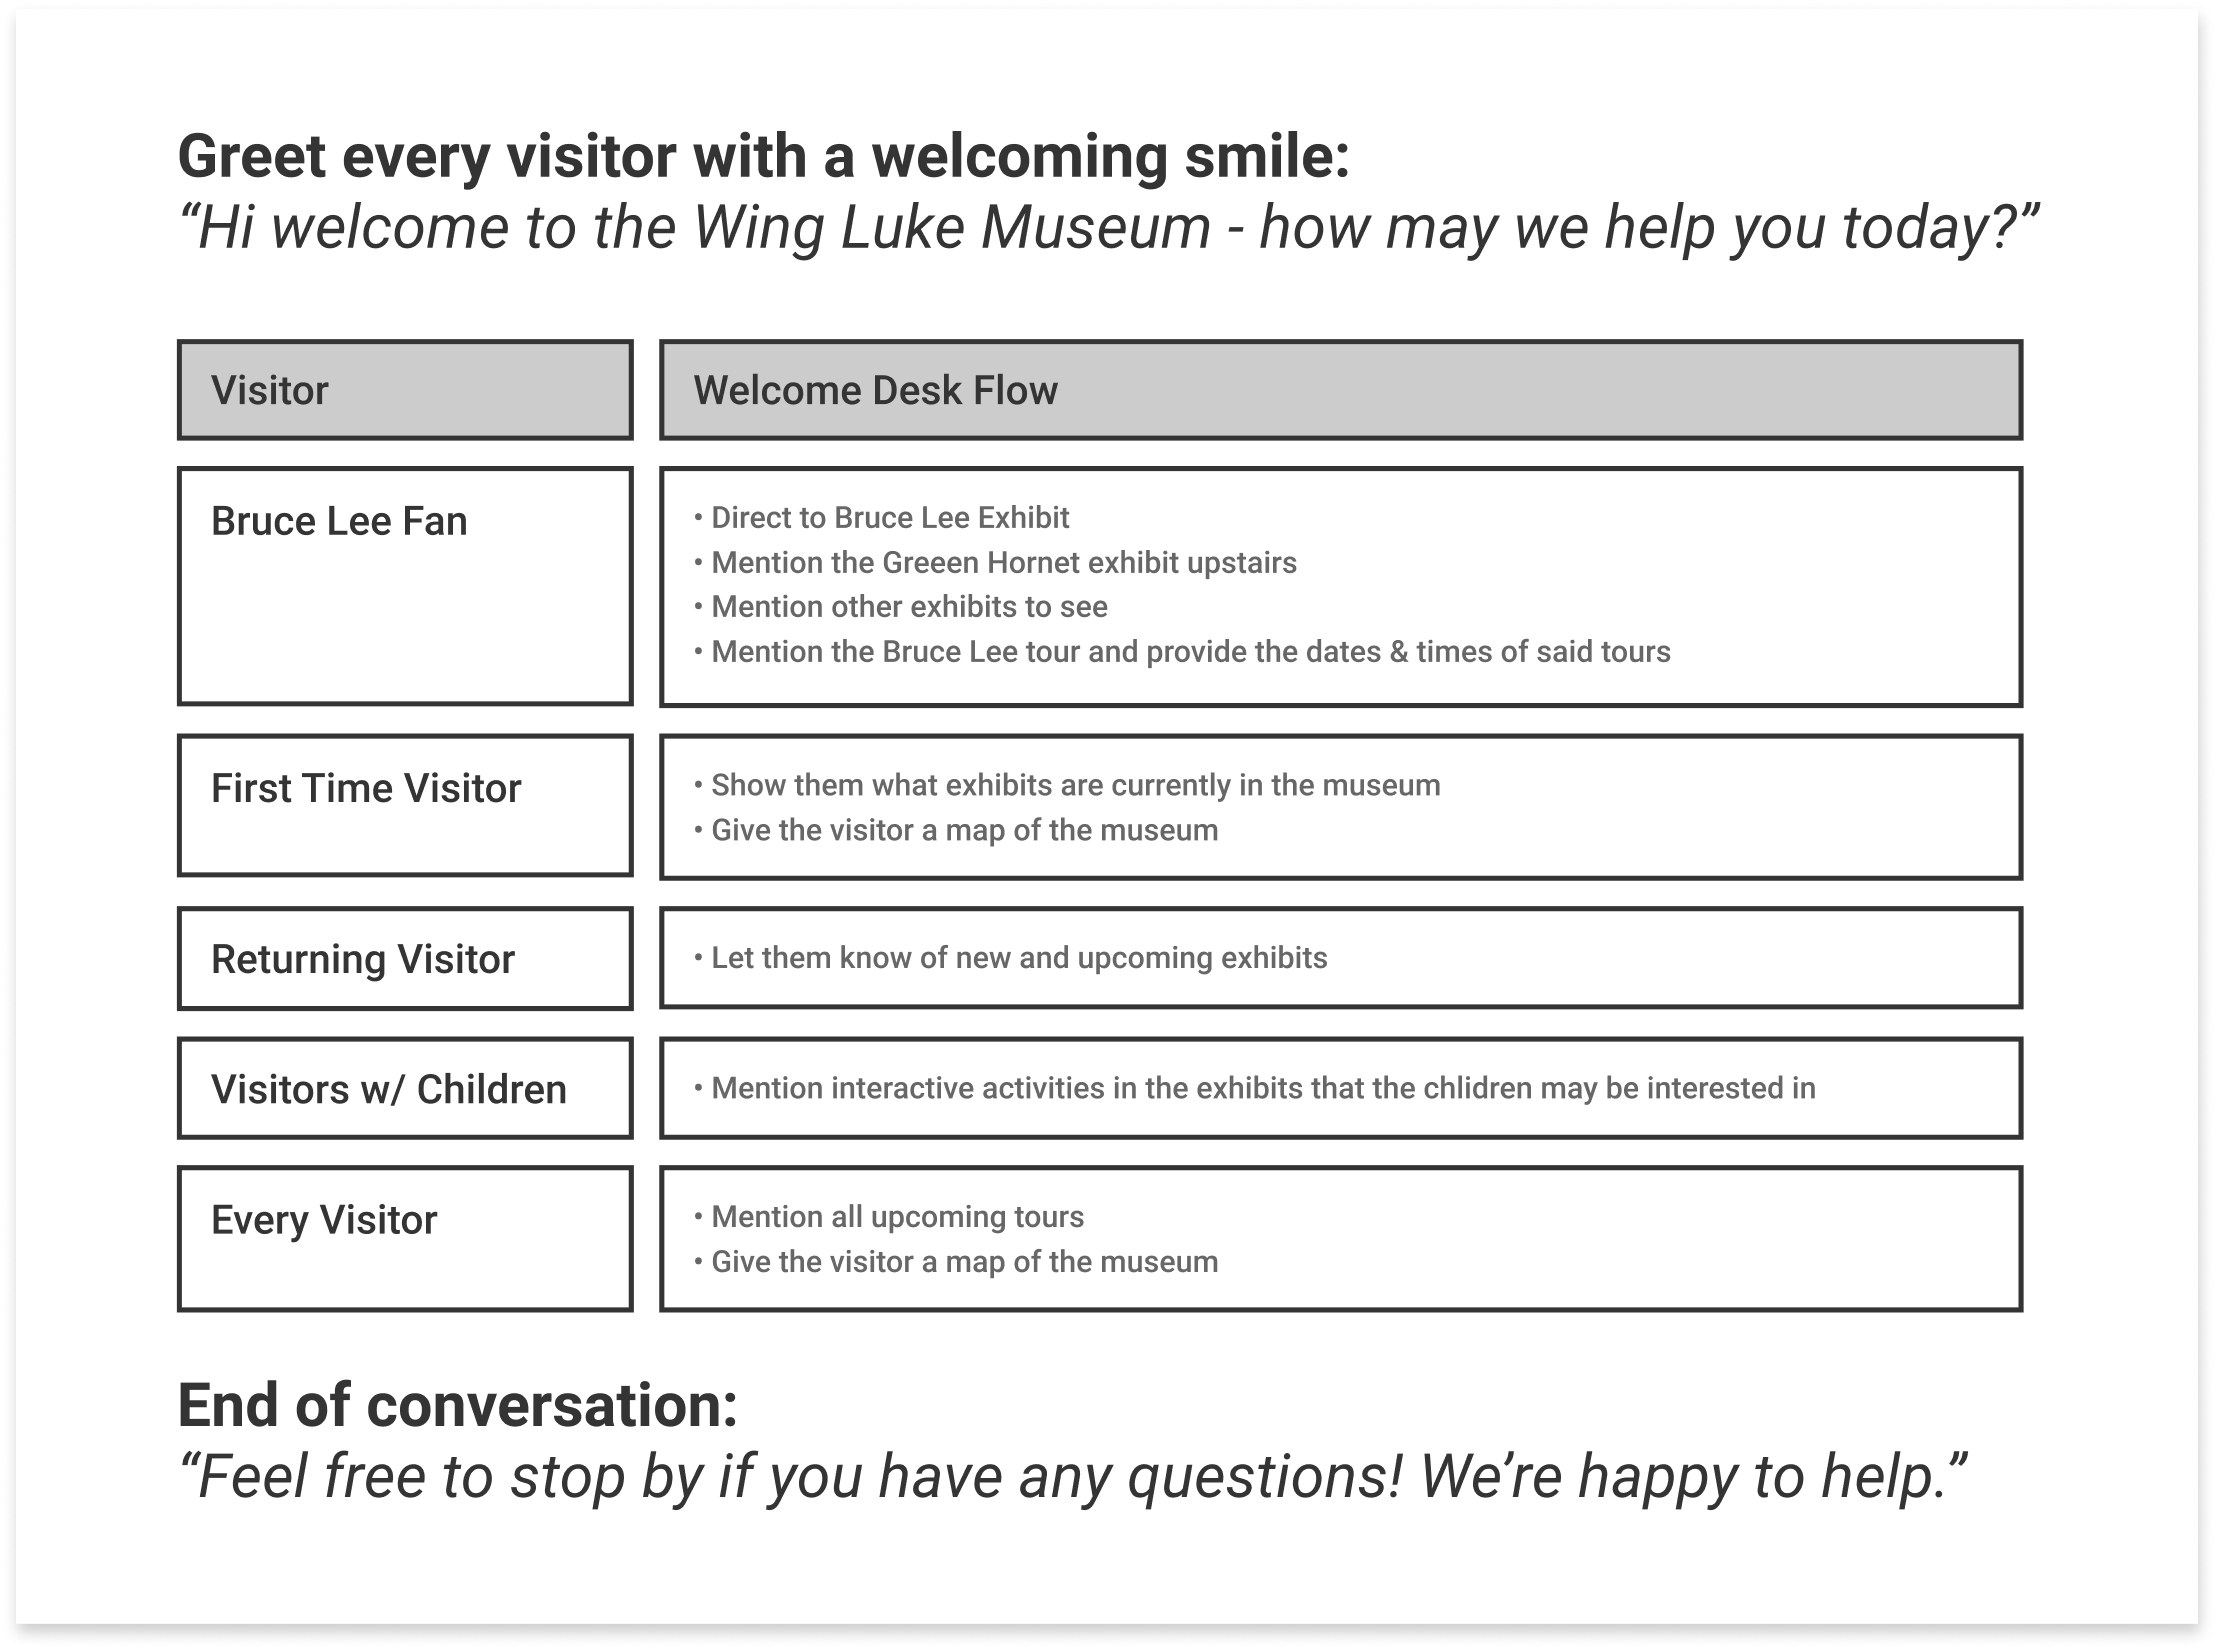 Greet every visitor with a welcoming smile:
“Hi welcome to the Wing Luke Museum - how may we help you today?”
Visitor
Welcome Desk Flow
Bruce Lee Fan
• Direct to Bruce Lee Exhibit
• Mention the Greeen Hornet exhibit upstairs
• Mention other exhibits to see
• Mention the Bruce Lee tour and provide the dates & times of said tours
First Time Visitor
• Show them what exhibits are currently in the museum
• Give the visitor a map of the museum
Returning Visitor
• Let them know of new and upcoming exhibits
Visitors w/ Children
• Mention interactive activities in the exhibits that the chlidren may be interested in
Every Visitor
• Mention all upcoming tours
• Give the visitor a map of the museum
End of conversation:
“Feel free to stop by if you have any questions! We’re happy to help.”